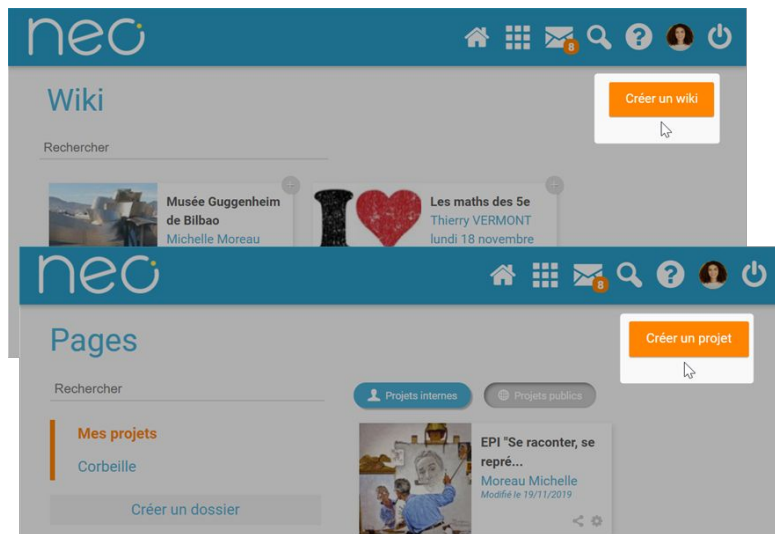 neo
8
Wiki
Créer un wiki
Rechercher
Musée Guggenheim
de Bilbao
Michelle Moreau
Les maths des 5e
Thierry VERMONT
lundi 18 novembre
neo
8
Pages
Créer un projet
Rechercher
Projets internes
Projets publics
Mes projets
Corbeille
Créer un dossier
EPI "Se raconter, se
repré...
Moreau Michelle
Modifié le 19/11/2019